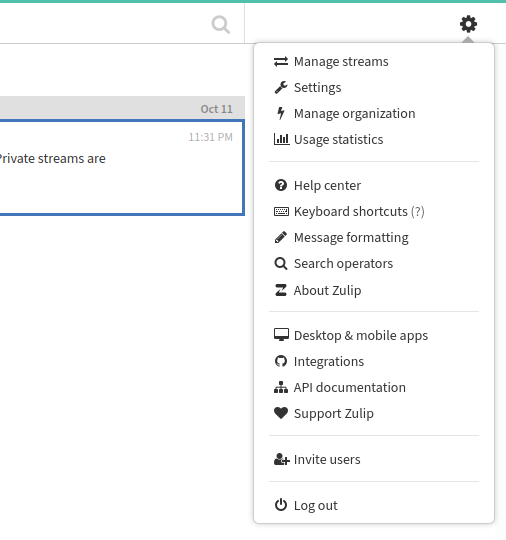 Oct 11
11:31 PM
Private streams are
Manage streams
Settings
Manage organization
Usage statistics
Help center
Keyboard shortcuts (?)
Message formatting
Search operators
About Zulip
Desktop & mobile apps
Integrations
API documentation
Support Zulip
Invite users
Log out